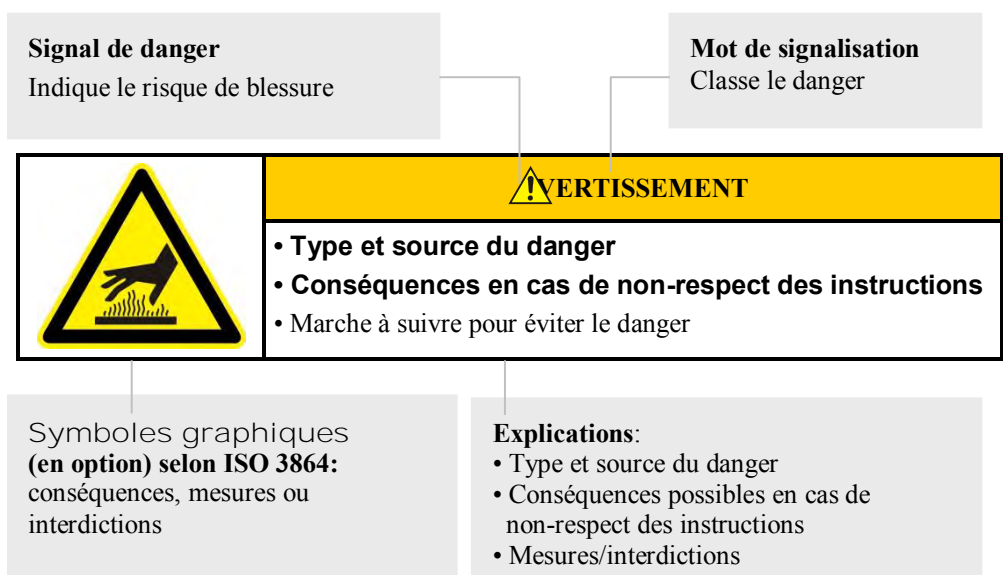 Signal de danger
Indique le risque de blessure
Mot de signalisation
Classe le danger
VERTISSEMENT
• Type et source du danger
• Conséquences en cas de non-respect des instructions
• Marche à suivre pour éviter le danger
Symboles graphiques
(en option) selon ISO 3864:
conséquences, mesures ou
interdictions
Explications:
• Type et source du danger
• Conséquences possibles en cas de
non-respect des instructions
• Mesures/interdictions